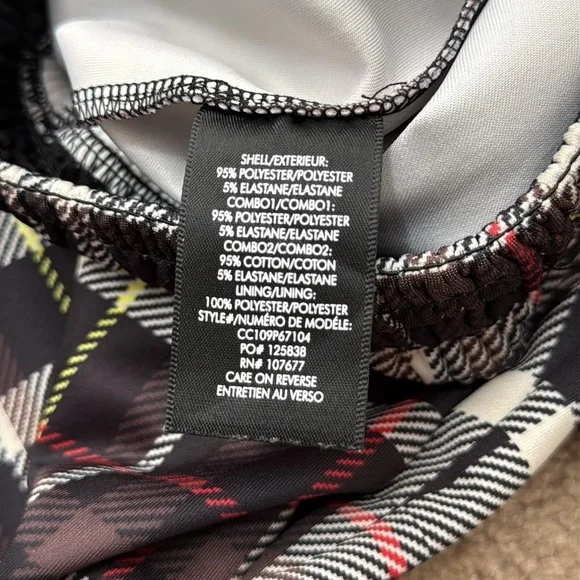 SHELL/EXTERIEUR:
95% POLYESTER/POLYESTER
5% ELASTANE/ELASTANE
COMBO1/COMBO1:
95% POLYESTER/POLYESTER
5% ELASTANE/ELASTANE
COMBO2/COMBO2:
95% COTTON/COTON
5% ELASTANE/ELASTANE
LINING/LINING:
100% POLYESTER/POLYESTER
STYLE#/NUMÉRO DE MODÈLE:
CC109P67104
PO# 125838
RN# 107677
CARE ON REVERSE
ENTRETIEN AU VERSO